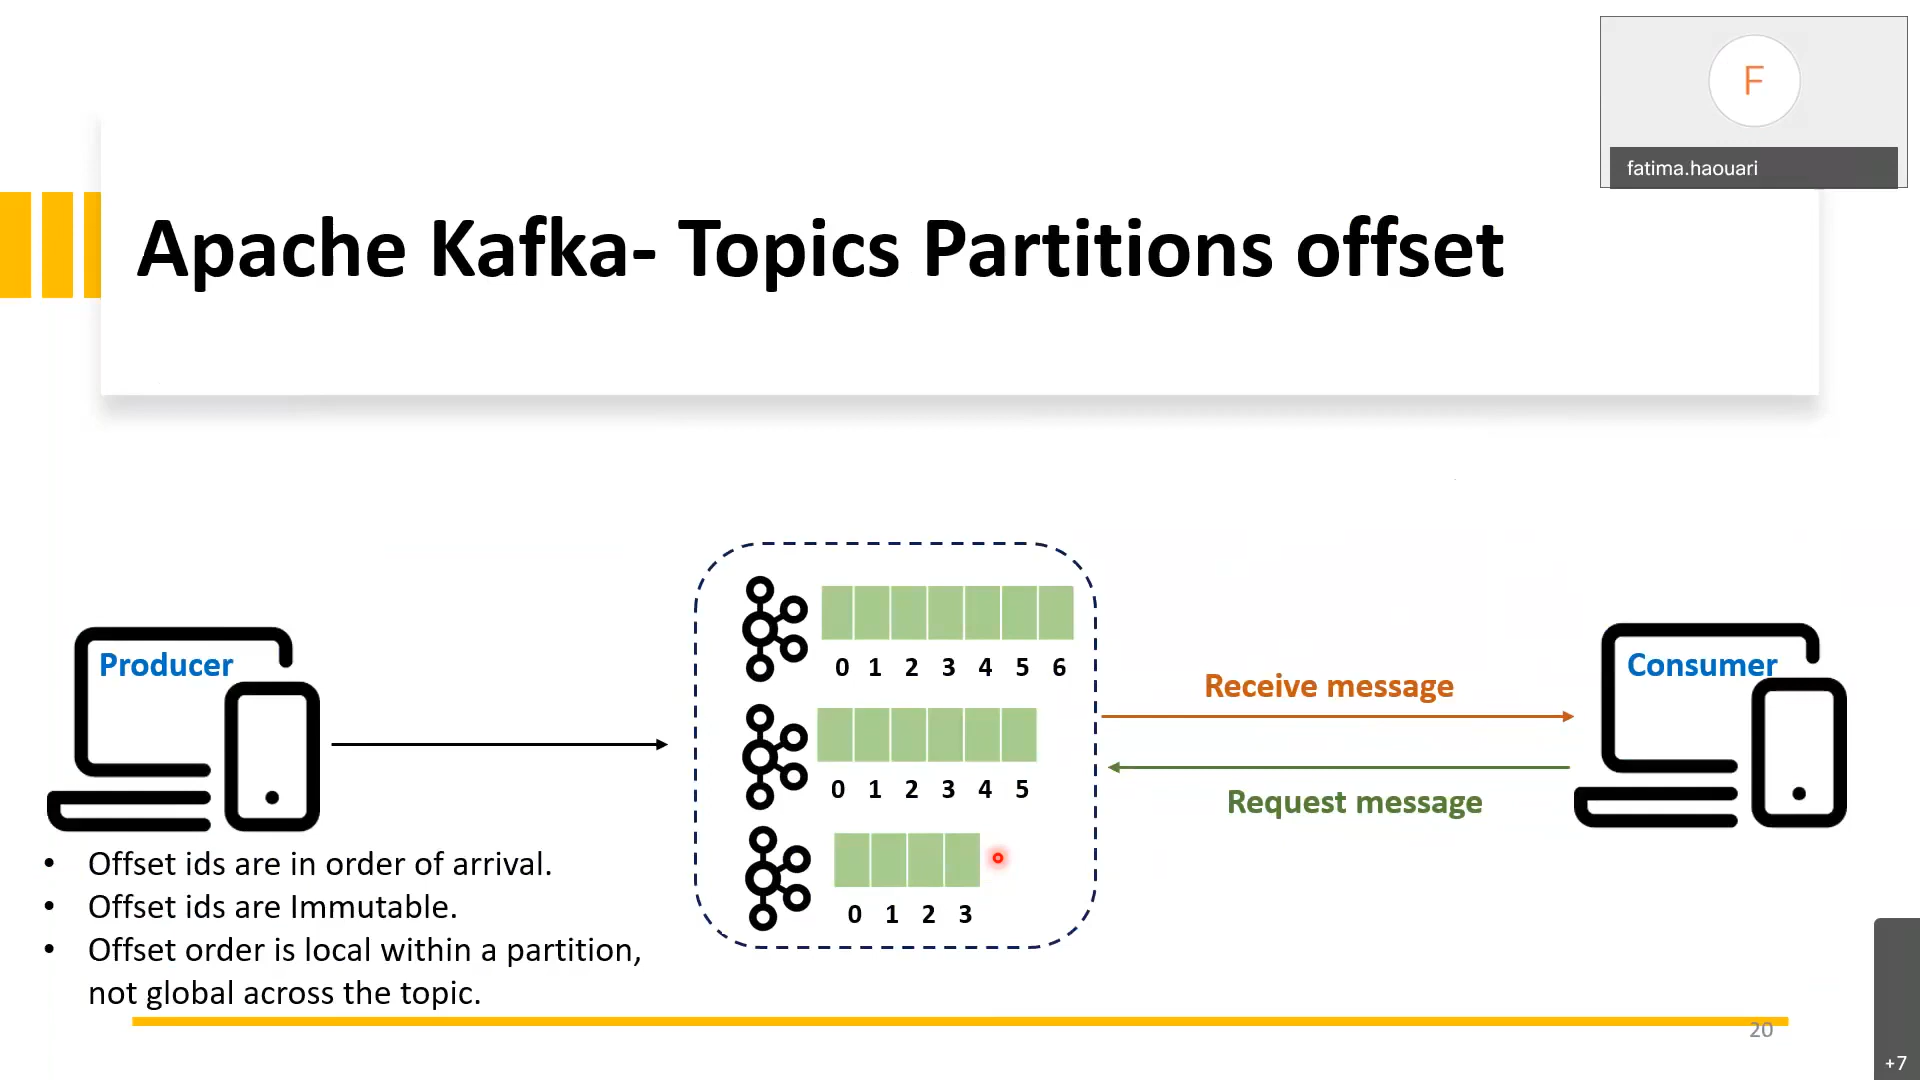 F
fatima.haouari
Apache Kafka- Topics Partitions offset
Producer
0 1 2 3 4 5 6
0 1 2 3 4 5
0 1 2 3
Receive message
Request message
Consumer
• Offset ids are in order of arrival.
• Offset ids are Immutable.
• Offset order is local within a partition,
not global across the topic.
20
+7